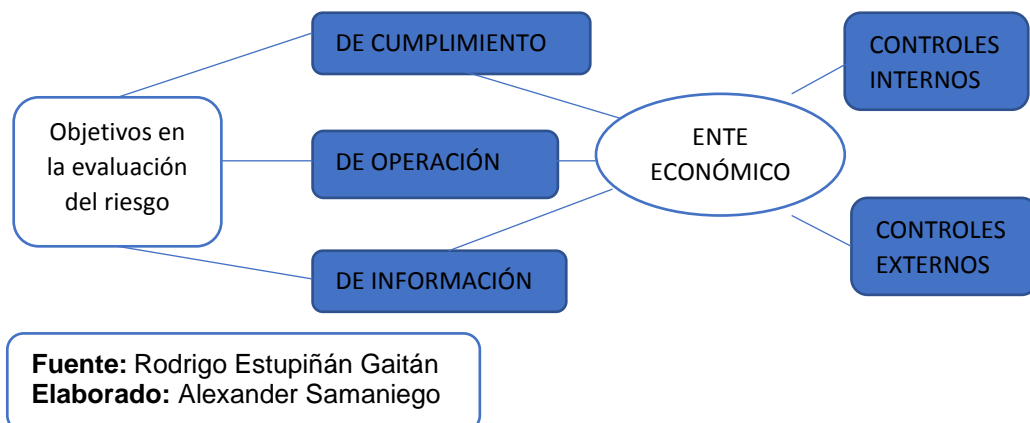 Objetivos en
la evaluación
del riesgo
DE CUMPLIMIENTO
DE OPERACIÓN
DE INFORMACIÓN
ENTE
ECONÓMICO
CONTROLES
INTERNOS
CONTROLES
EXTERNOS
Fuente: Rodrigo Estupiñán Gaitán
Elaborado: Alexander Samaniego